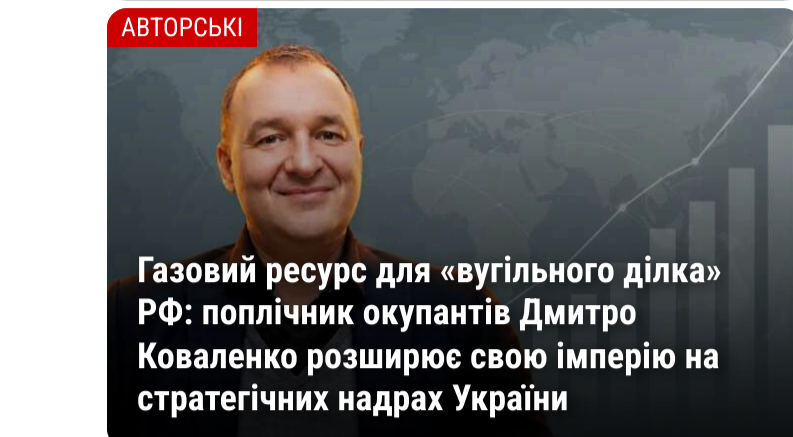 АВТОРСЬКІ
Газовий ресурс для «вугільного ділка»
РФ: поплічник окупантів Дмитро
Коваленко розширює свою імперію на
стратегічних надрах України